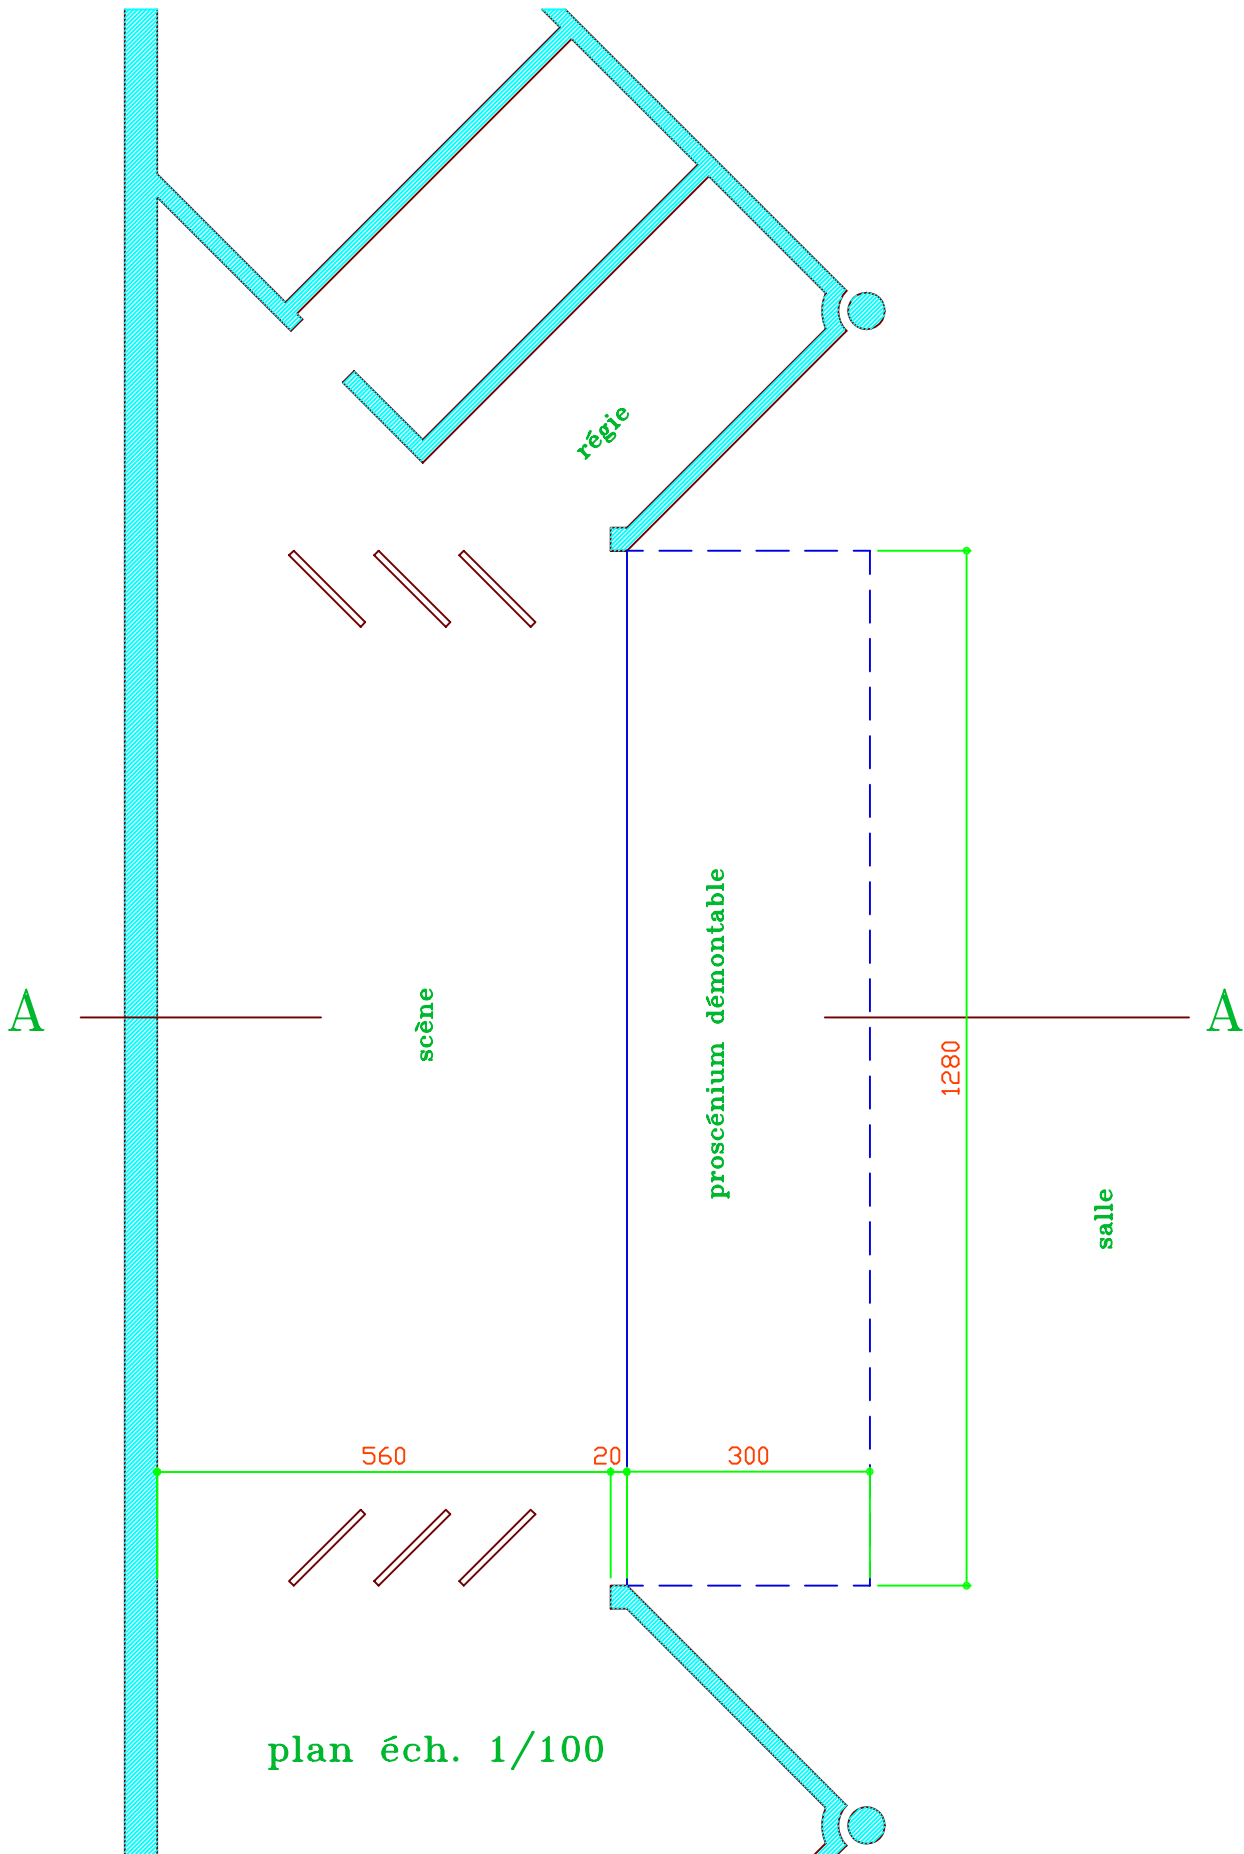 régie
proscénium démontable
A
scène
A
1280
salle
560
20
300
plan éch. 1/100